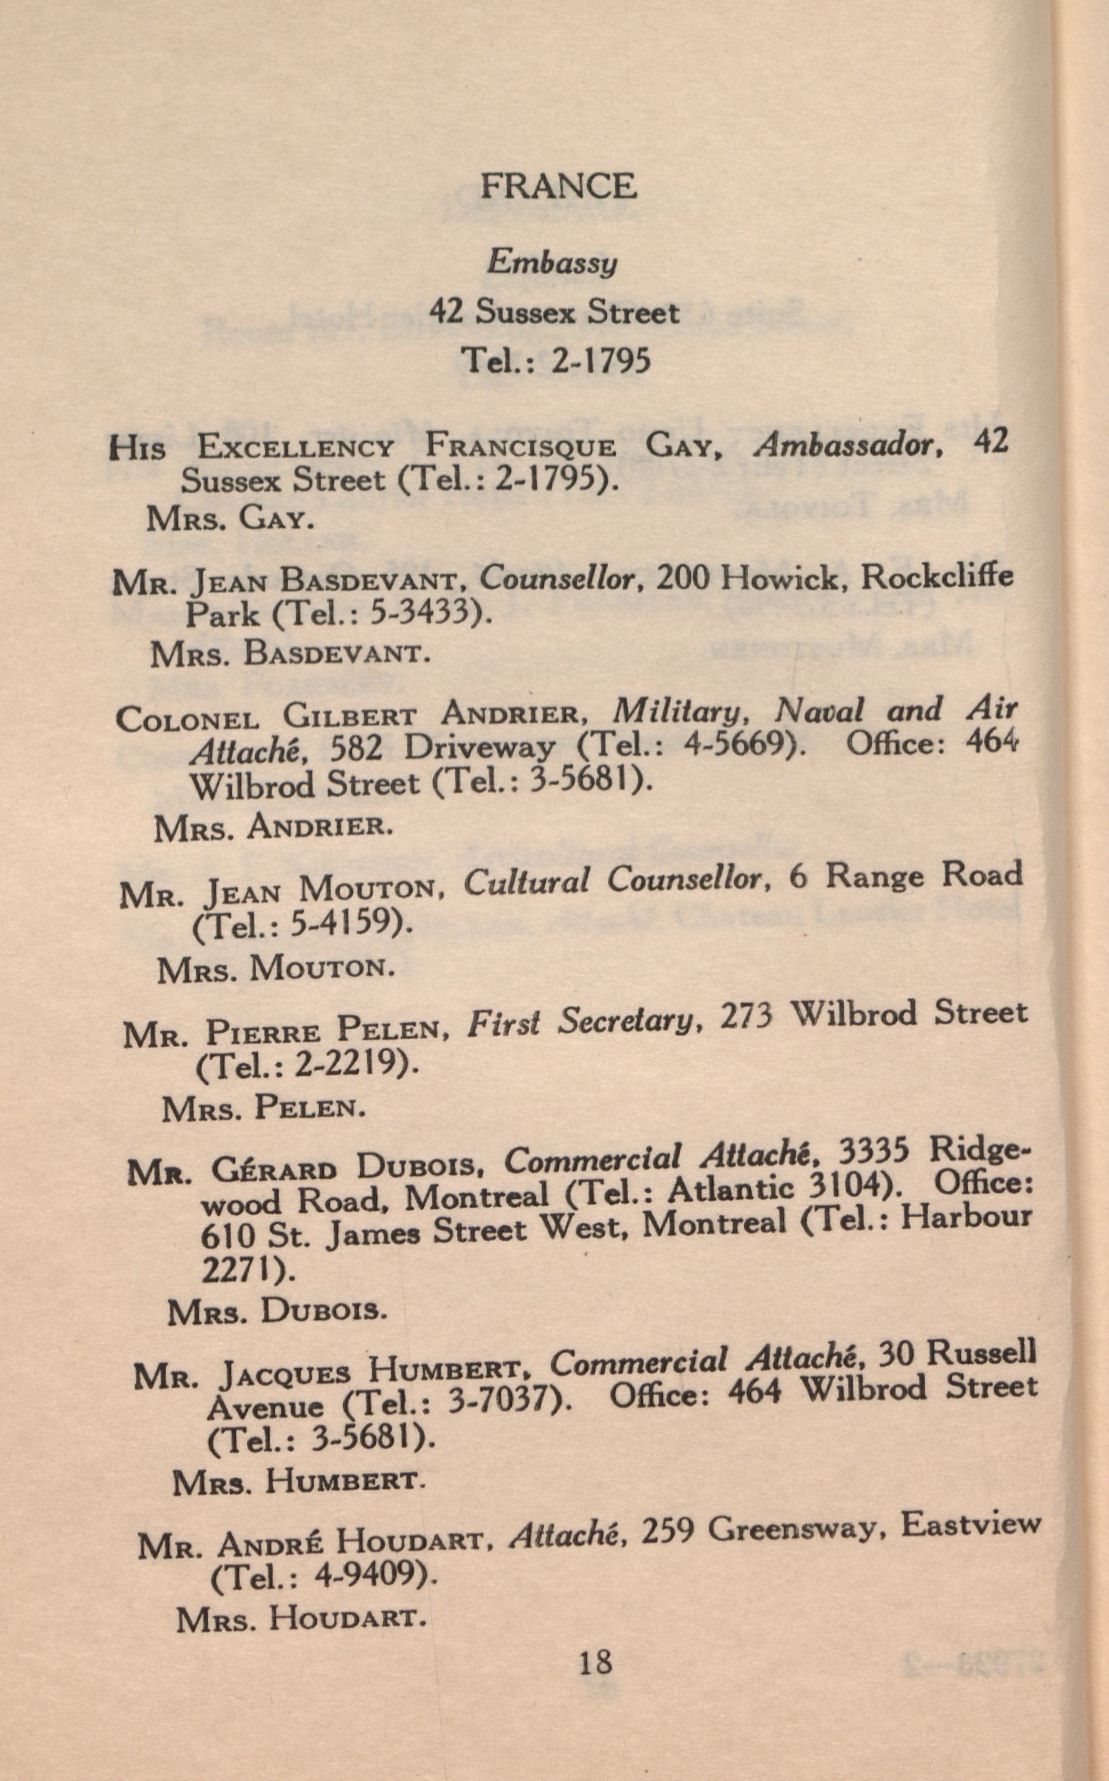 FRANCE
Embassy
42 Sussex Street
Tel.: 2-1795
HIS EXCELLENCY FRANCISQUE GAY, Ambassador, 42
Sussex Street (Tel.: 2-1795).
MRS. GAY.
MR. JEAN BASDEVANT, Counsellor, 200 Howick, Rockcliffe
Park (Tel.: 5-3433).
MRS. BASDEVANT.
COLONEL GILBERT ANDRIER, Military, Naval and Air
Attaché, 582 Driveway (Tel.: 4-5669). Office: 464
Wilbrod Street (Tel.: 3-5681).
MRS. ANDRIER.
MR. JEAN MOUTON, Cultural Counsellor, 6 Range Road
(Tel.: 5-4159).
MRS. MOUTON.
MR. PIERRE PELEN, First Secretary, 273 Wilbrod Street
(Tel.: 2-2219).
MRS. PELEN.
MR. GÉRARD DUBOIS, Commercial Attaché, 3335 Ridge-
wood Road, Montreal (Tel.: Atlantic 3104). Office:
610 St. James Street West, Montreal (Tel.: Harbour
2271).
MRS. DUBOIS.
MR. JACQUES HUMBERT, Commercial Attaché, 30 Russell
Avenue (Tel.: 3-7037). Office: 464 Wilbrod Street
(Tel.: 3-5681).
MRS. HUMBERT.
MR. ANDRÉ HOUDART, Attaché, 259 Greensway, Eastview
(Tel.: 4-9409).
MRS. HOUDART.
18